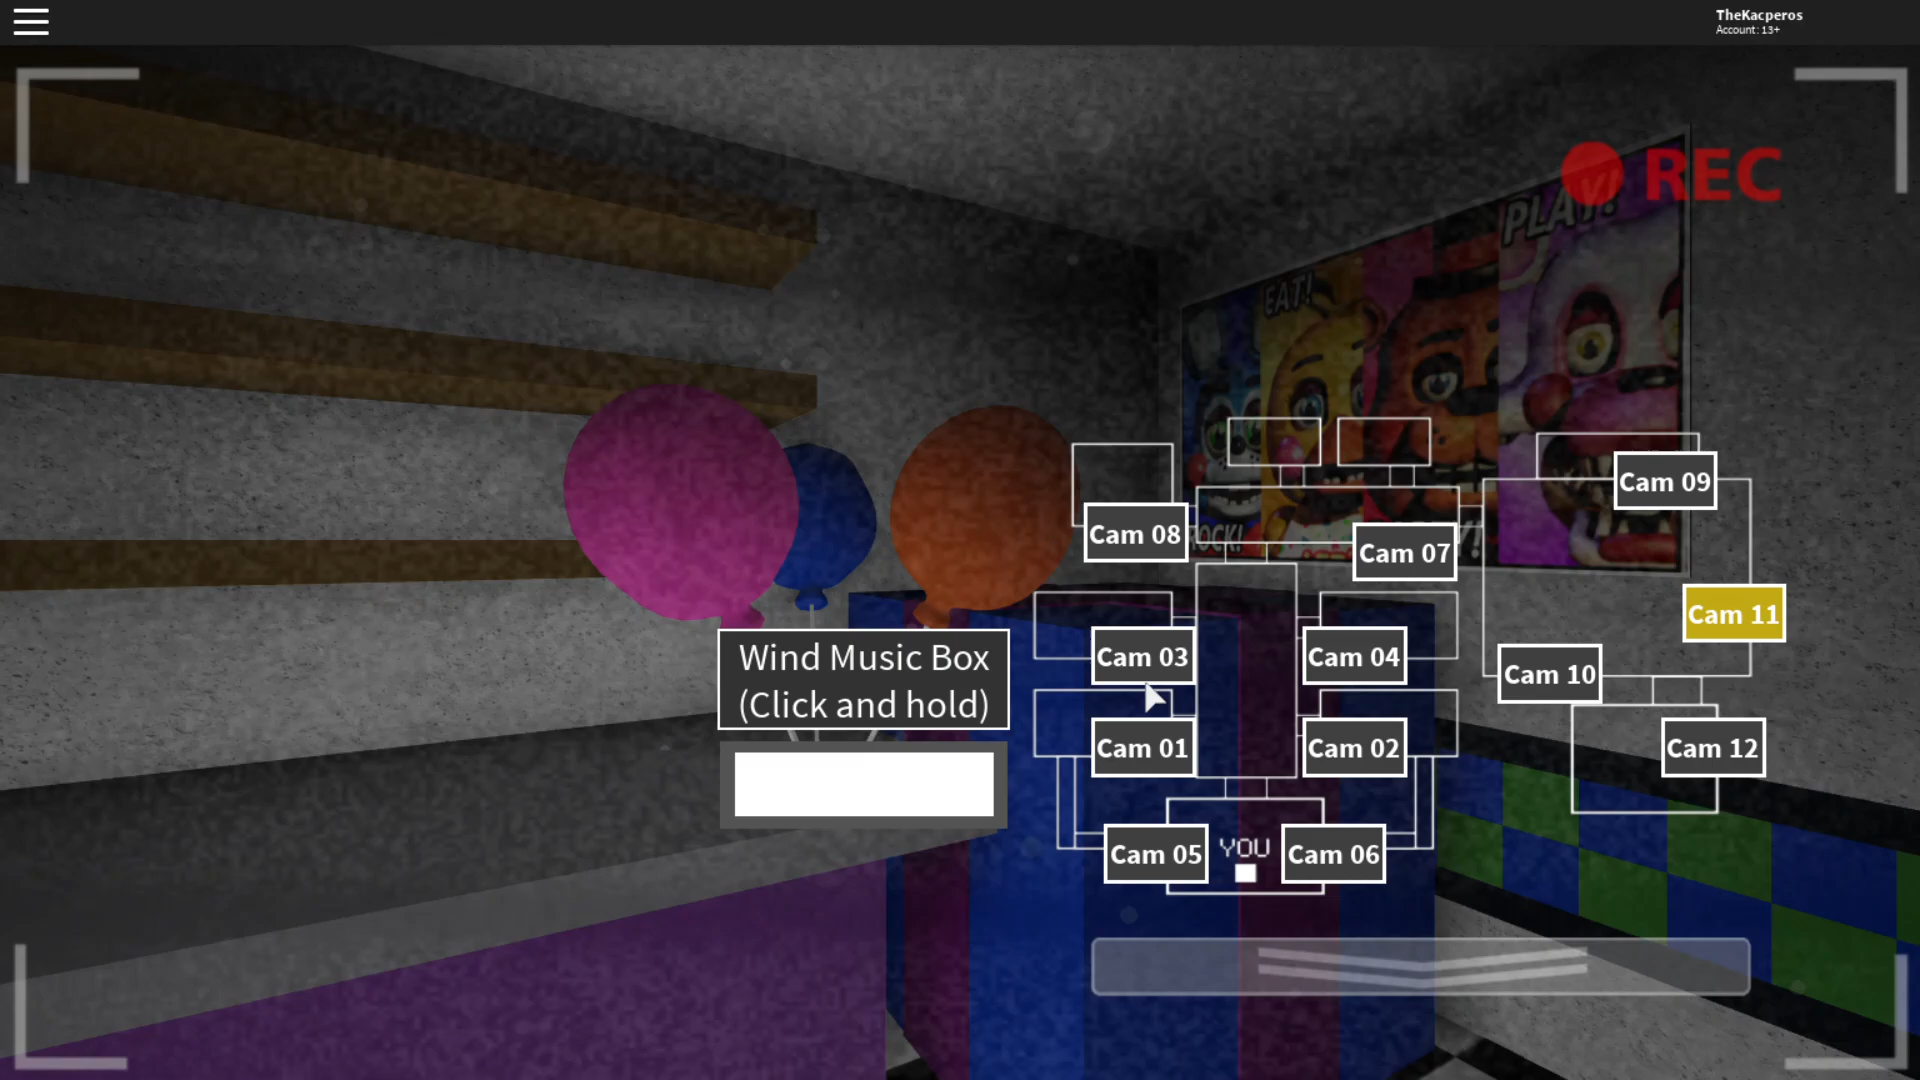 TheKacperos
Account: 13+
REC
PLAY!
EAT!
Cam 09
ROCK!
Cam 08
Cam 07
Cam 11
Wind Music Box
(Click and hold)
Cam 03
Cam 04
Cam 10
Cam 01
Cam 02
Cam 12
Cam 05
YOU
Cam 06